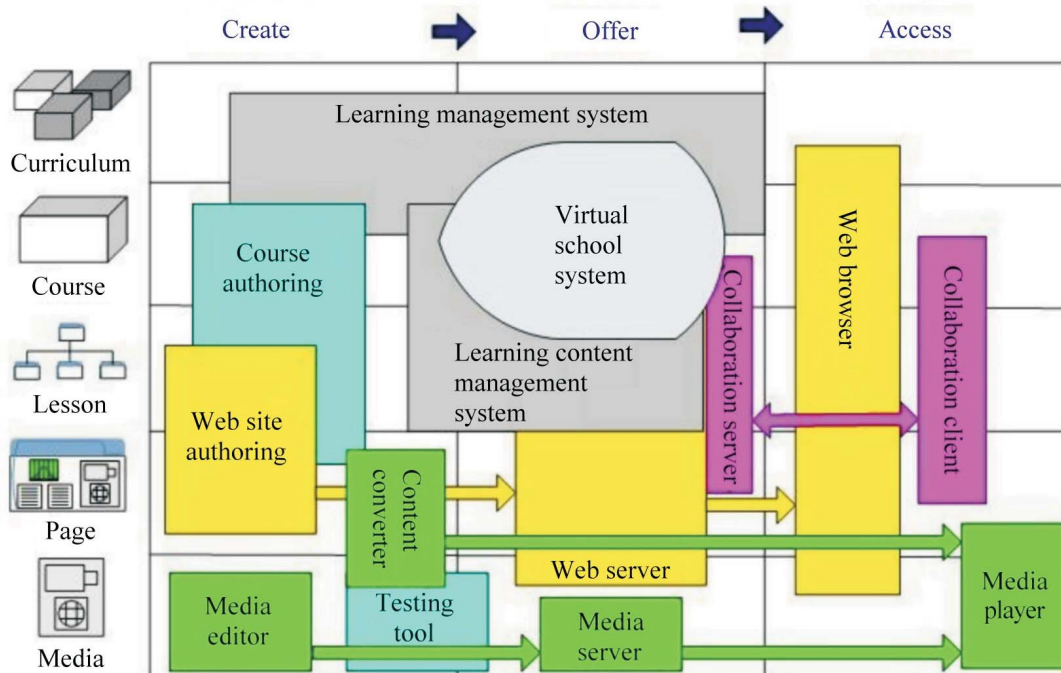 Create
Offer
Access
Curriculum
Course
Lesson
Page
Media
Learning management system
Virtual
school
system
Course
authoring
Learning content
management
system
Web site
authoring
Content
converter
Web server
Collaboration server
Web browser
Collaboration client
Media
editor
Testing
tool
Media
server
Media
player